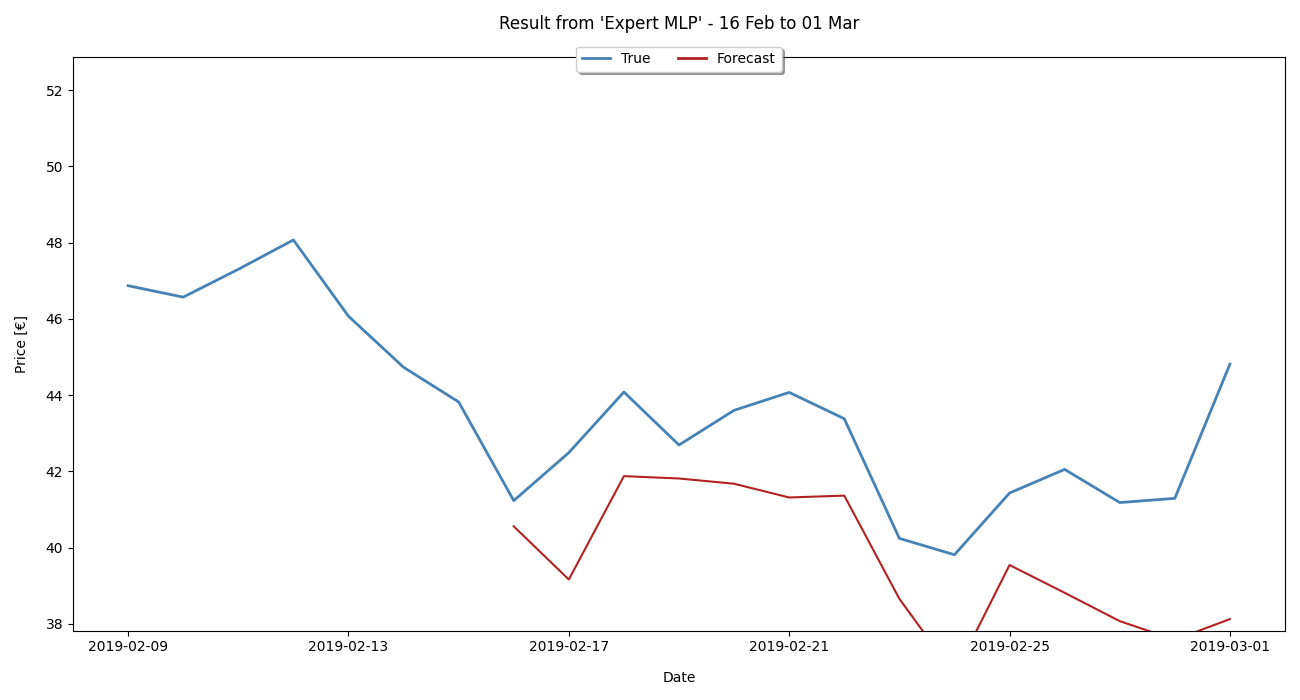 Result from 'Expert MLP' - 16 Feb to 01 Mar
True Forecast
52
50
48
46
44
42
40
38
Price [€]
2019-02-09 2019-02-13 2019-02-17 2019-02-21 2019-02-25 2019-03-01
Date